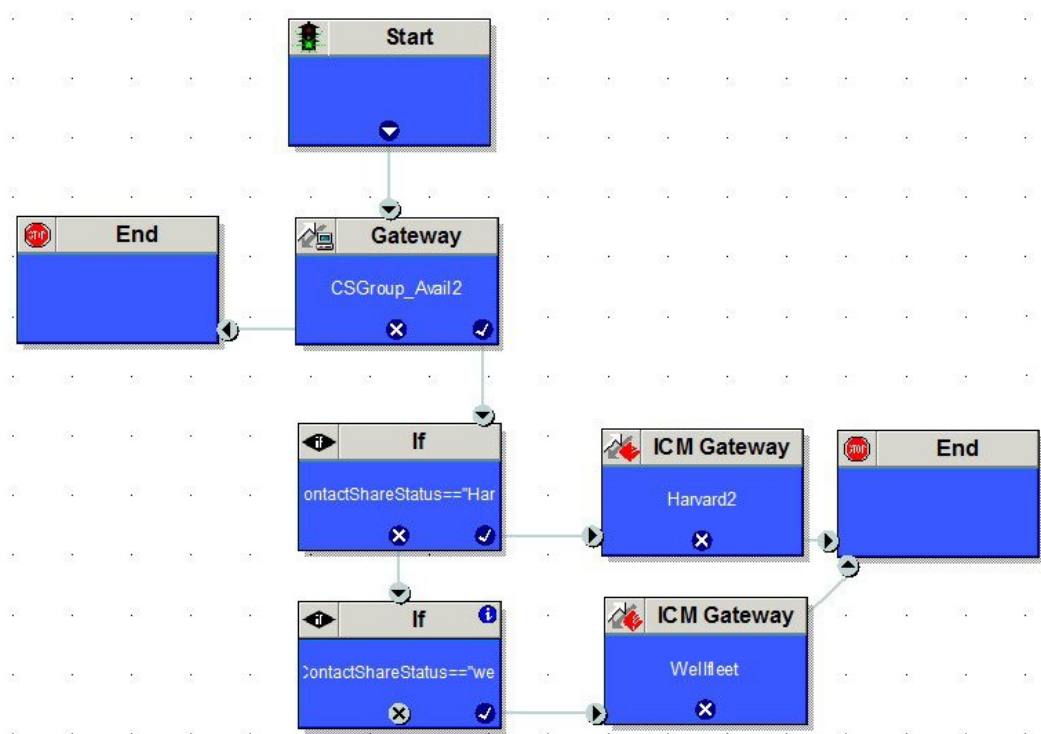 Start
End
Gateway
CSGroup_Avail2
If
ontactShareStatus=="Har
ICM Gateway
Harvard2
End
If
ContactShareStatus=="we
ICM Gateway
Wellfleet